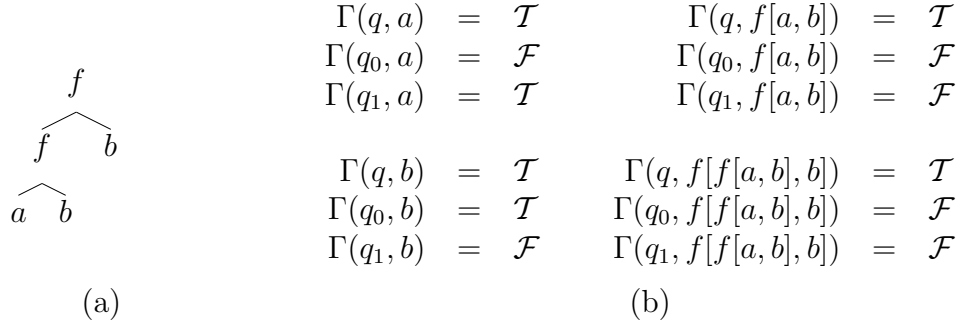 f
f b
a b
(a)
Γ(q, a) = 𝒯 Γ(q, f[a, b]) = 𝒯
Γ(q₀, a) = ℱ Γ(q₀, f[a, b]) = ℱ
Γ(q₁, a) = 𝒯 Γ(q₁, f[a, b]) = ℱ
Γ(q, b) = 𝒯 Γ(q, f[f[a, b], b]) = 𝒯
Γ(q₀, b) = 𝒯 Γ(q₀, f[f[a, b], b]) = ℱ
Γ(q₁, b) = ℱ Γ(q₁, f[f[a, b], b]) = ℱ
(b)